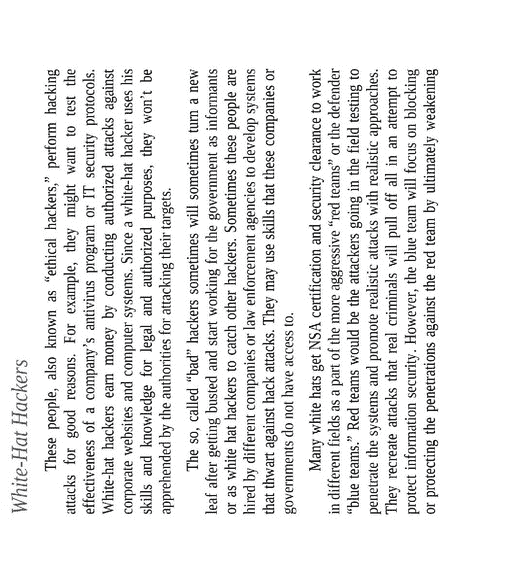 White-Hat Hackers
These people, also known as “ethical hackers,” perform hacking
attacks for good reasons. For example, they might want to test the
effectiveness of a company’s antivirus program or IT security protocols.
White-hat hackers earn money by conducting authorized attacks against
corporate websites and computer systems. Since a white-hat hacker uses his
skills and knowledge for legal and authorized purposes, they won’t be
apprehended by the authorities for attacking their targets.
The so, called “bad” hackers sometimes will sometimes turn a new
leaf after getting busted and start working for the government as informants
or as white hat hackers to catch other hackers. Sometimes these people are
hired by different companies or law enforcement agencies to develop systems
that thwart against hack attacks. They may use skills that these companies or
governments do not have access to.
Many white hats get NSA certification and security clearance to work
in different fields as a part of the more aggressive “red teams” or the defender
“blue teams.” Red teams would be the attackers going in the field testing to
penetrate the systems and promote realistic attacks with realistic approaches.
They recreate attacks that real criminals will pull off all in an attempt to
protect information security. However, the blue team will focus on blocking
or protecting the penetrations against the red team by ultimately weakening